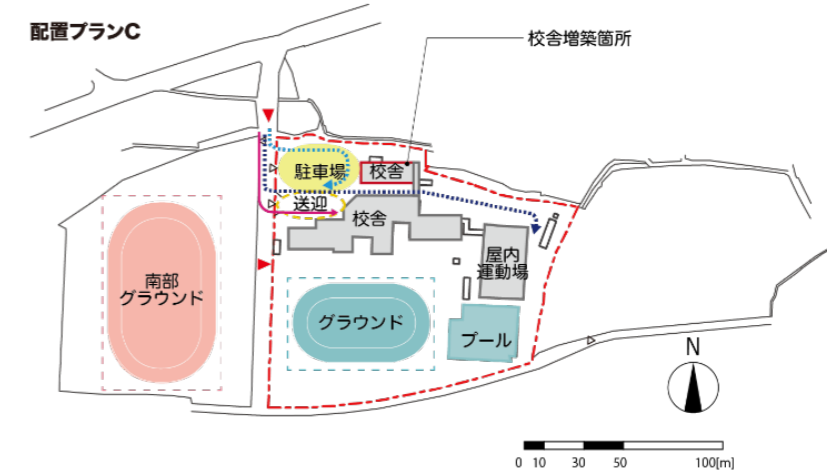 配置プランC
校舎増築箇所
駐車場
校舎
送迎
校舎
屋内
運動場
南部
グラウンド
グラウンド
プール
N
0 10 30 50 100[m]